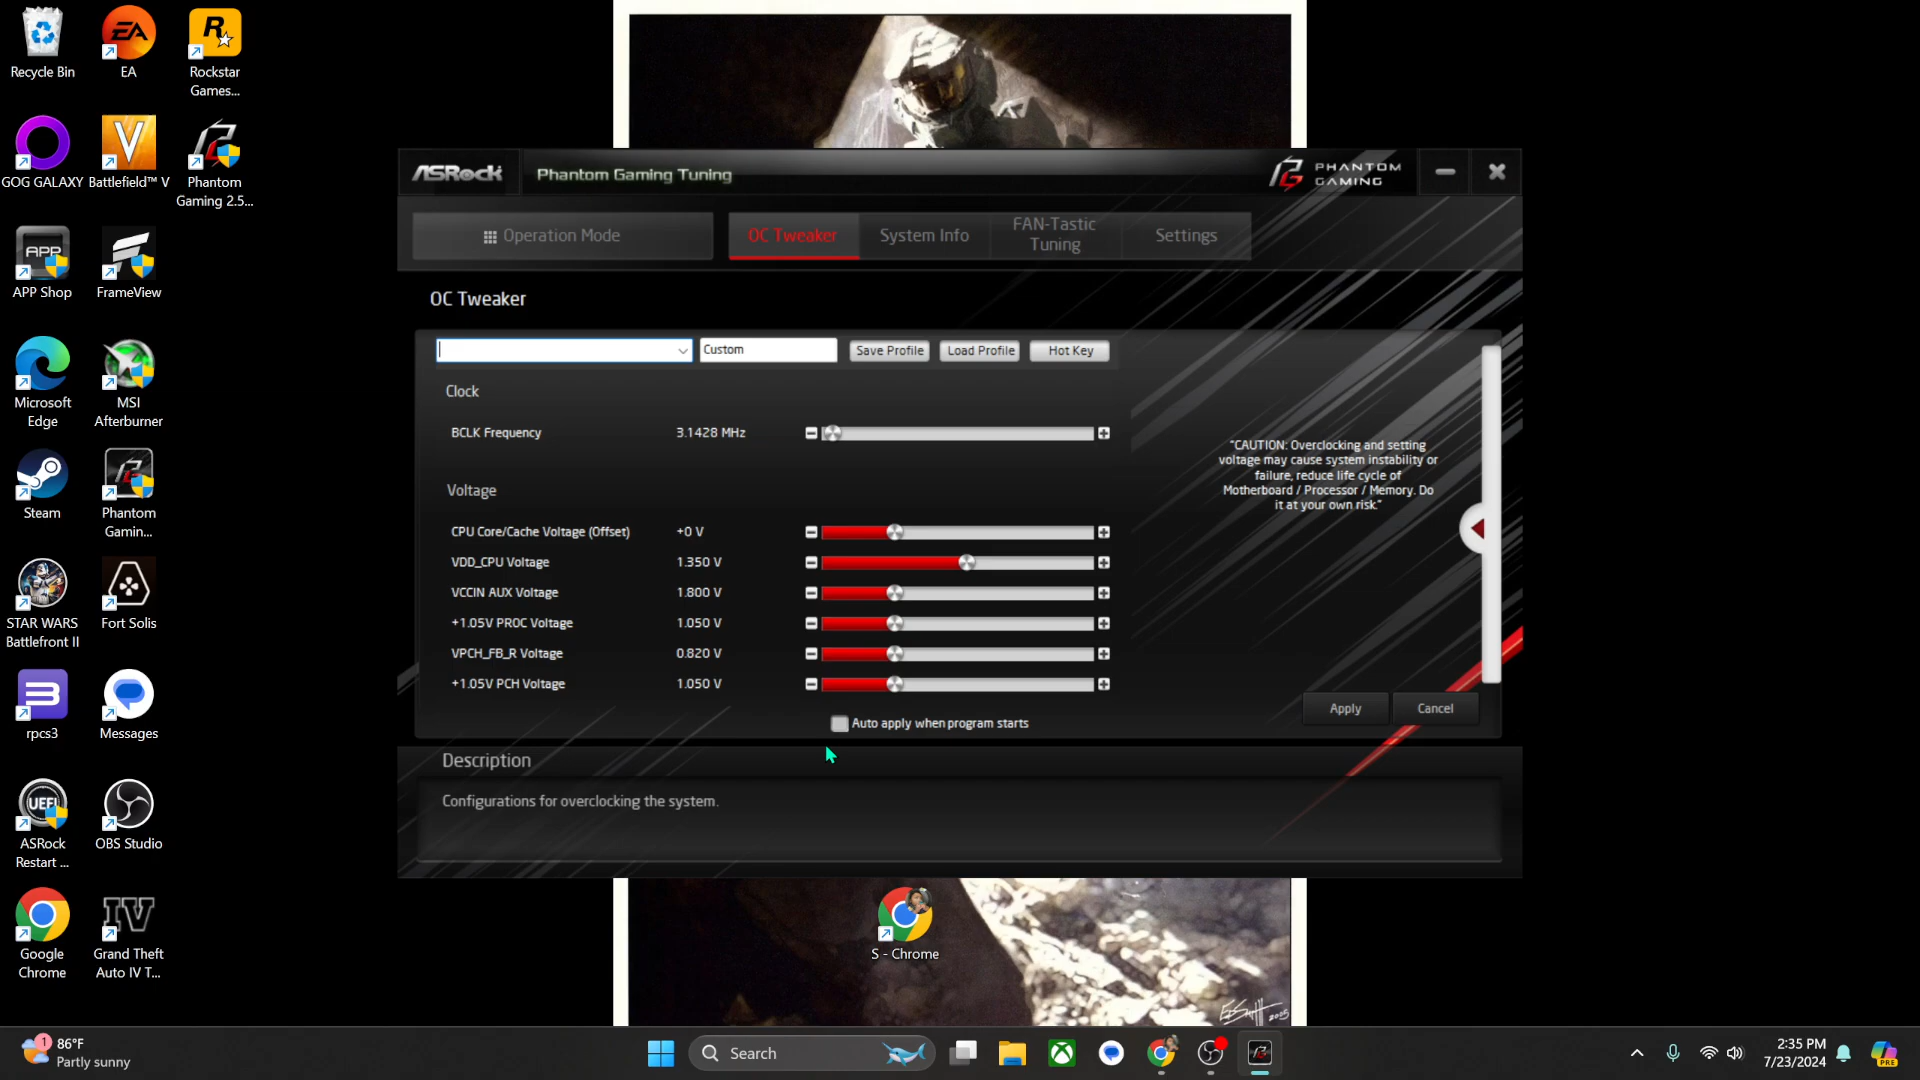 Recycle Bin
EA
Rockstar
Games...
GOG GALAXY
Battlefield™ V
Phantom
Gaming 2.5...
APP Shop
FrameView
Microsoft
Edge
MSI
Afterburner
Steam
Phantom
Gamin...
STAR WARS
Battlefront II
Fort Solis
rpcs3
Messages
ASRock
Restart ...
OBS Studio
Google
Chrome
Grand Theft
Auto IV T...
ASRock
Phantom Gaming Tuning
PHANTOM
GAMING
Operation Mode
OC Tweaker
System Info
FAN-Tastic
Tuning
Settings
OC Tweaker
Custom
Save Profile
Load Profile
Hot Key
Clock
BCLK Frequency 3.1428 MHz
Voltage
CPU Core/Cache Voltage (Offset) +0 V
VDD_CPU Voltage 1.350 V
VCCIN AUX Voltage 1.800 V
+1.05V PROC Voltage 1.050 V
VPCH_FB_R Voltage 0.820 V
+1.05V PCH Voltage 1.050 V
Auto apply when program starts
"CAUTION: Overclocking and setting
voltage may cause system instability or
failure, reduce life cycle of
Motherboard / Processor / Memory. Do
it at your own risk."
Apply
Cancel
Description
Configurations for overclocking the system.
S - Chrome
2005
1
86°F
Partly sunny
Search
2:35 PM
7/23/2024
PRE